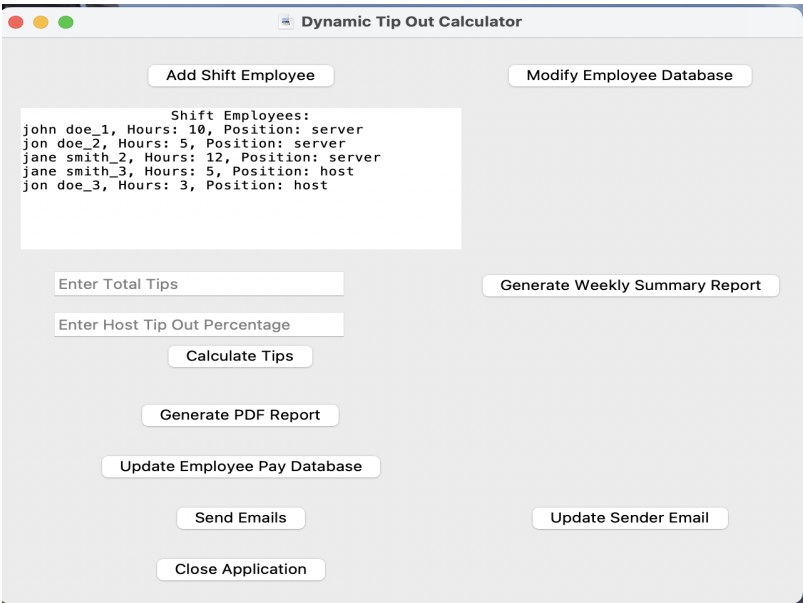 Dynamic Tip Out Calculator
Add Shift Employee
Modify Employee Database
Shift Employees:
john doe_1, Hours: 10, Position: server
jon doe_2, Hours: 5, Position: server
jane smith_2, Hours: 12, Position: server
jane smith_3, Hours: 5, Position: host
jon doe_3, Hours: 3, Position: host
Enter Total Tips
Generate Weekly Summary Report
Enter Host Tip Out Percentage
Calculate Tips
Generate PDF Report
Update Employee Pay Database
Send Emails
Update Sender Email
Close Application